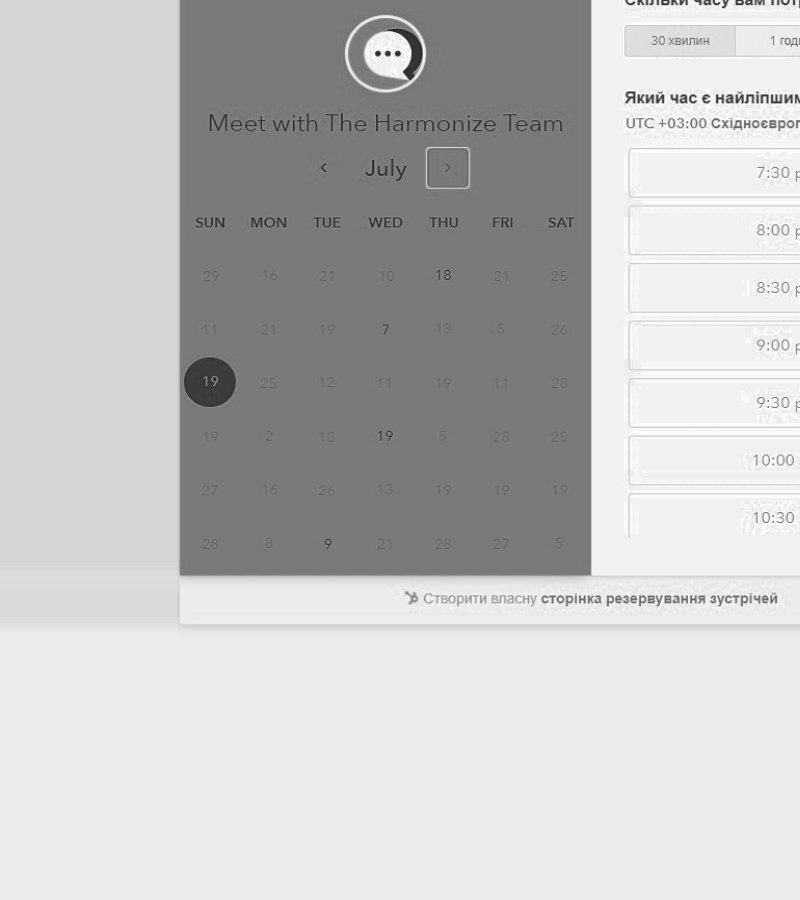 Meet with The Harmonize Team
July
SUN MON TUE WED THU FRI SAT
29 16 21 10 18 21 25
11 21 19 7 13 5 26
19 25 12 11 19 11 28
19 2 18 19 5 28 25
27 16 26 13 19 19 19
28 8 9 21 28 27 5
Скільки часу вам
30 хвилин 1
Який час є
UTC +03:00
7:30
8:00
8:30
9:00
9:30
10:00
10:30
Створити власну сторінка резервування зустрічей